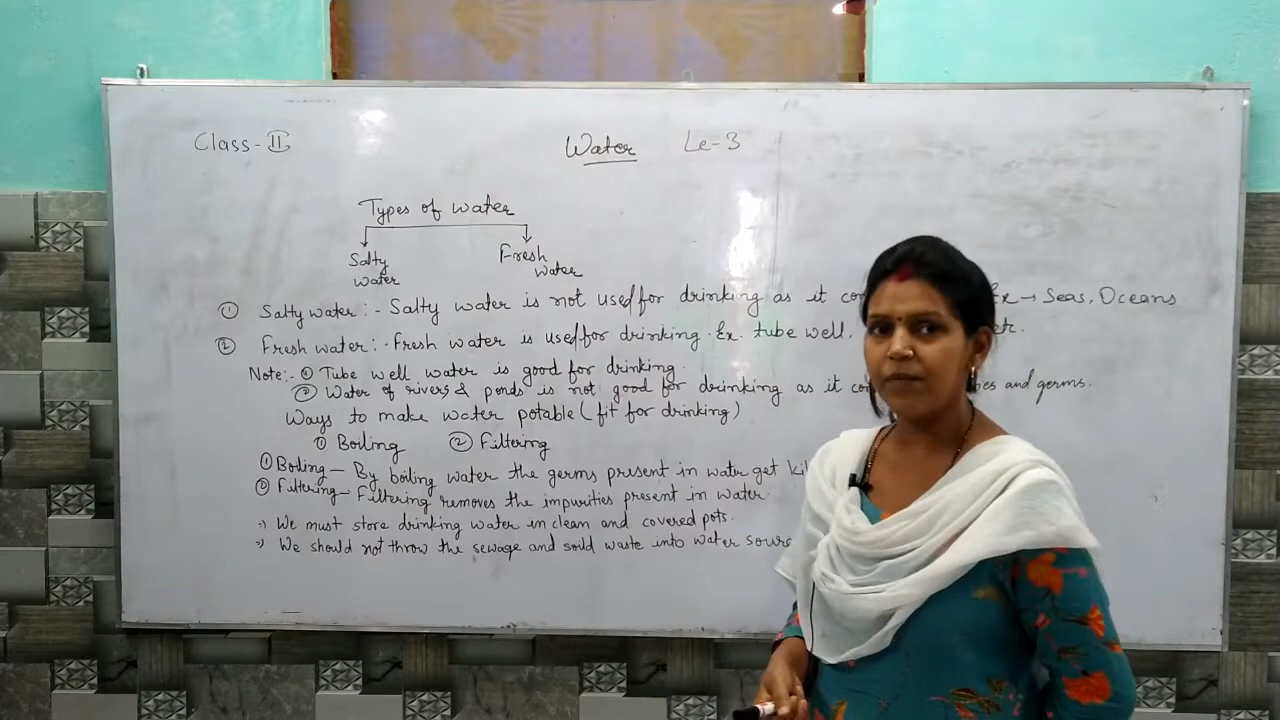 Class-II Water Le-3
Types of water
Salty water
Fresh water
① Salty water:- Salty water is not used for drinking as it Ex → Seas, Oceans
② Fresh water:- Fresh water is used for drinking. Ex. tube well.
Note:- ① Tube well water is good for drinking.
② Water of rivers & ponds is not good for drinking as it and germs.
Ways to make water potable (fit for drinking)
① Boiling ② Filtering
① Boiling – By boiling water the germs present in water get
② Filtering – Filtering removes the impurities present in water
⇒ We must store drinking water in clean and covered pots.
⇒ We should not throw the sewage and soild waste into water